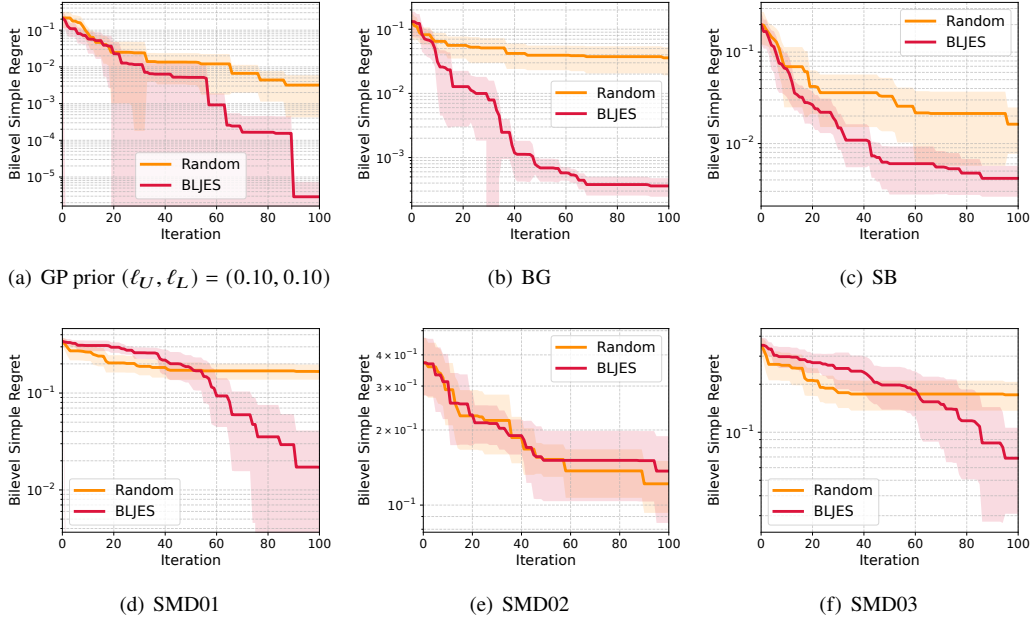 Bilevel Simple Regret
10⁻¹
10⁻²
10⁻³
10⁻⁴
10⁻⁵
Random
BLJES
0 20 40 60 80 100
Iteration
(a) GP prior (ℓ_U, ℓ_L) = (0.10, 0.10)
Bilevel Simple Regret
10⁻¹
10⁻²
10⁻³
Random
BLJES
0 20 40 60 80 100
Iteration
(b) BG
Bilevel Simple Regret
10⁻¹
10⁻²
Random
BLJES
0 20 40 60 80 100
Iteration
(c) SB
Bilevel Simple Regret
10⁻¹
10⁻²
Random
BLJES
0 20 40 60 80 100
Iteration
(d) SMD01
Bilevel Simple Regret
4 × 10⁻¹
3 × 10⁻¹
2 × 10⁻¹
10⁻¹
Random
BLJES
0 20 40 60 80 100
Iteration
(e) SMD02
Bilevel Simple Regret
10⁻¹
Random
BLJES
0 20 40 60 80 100
Iteration
(f) SMD03